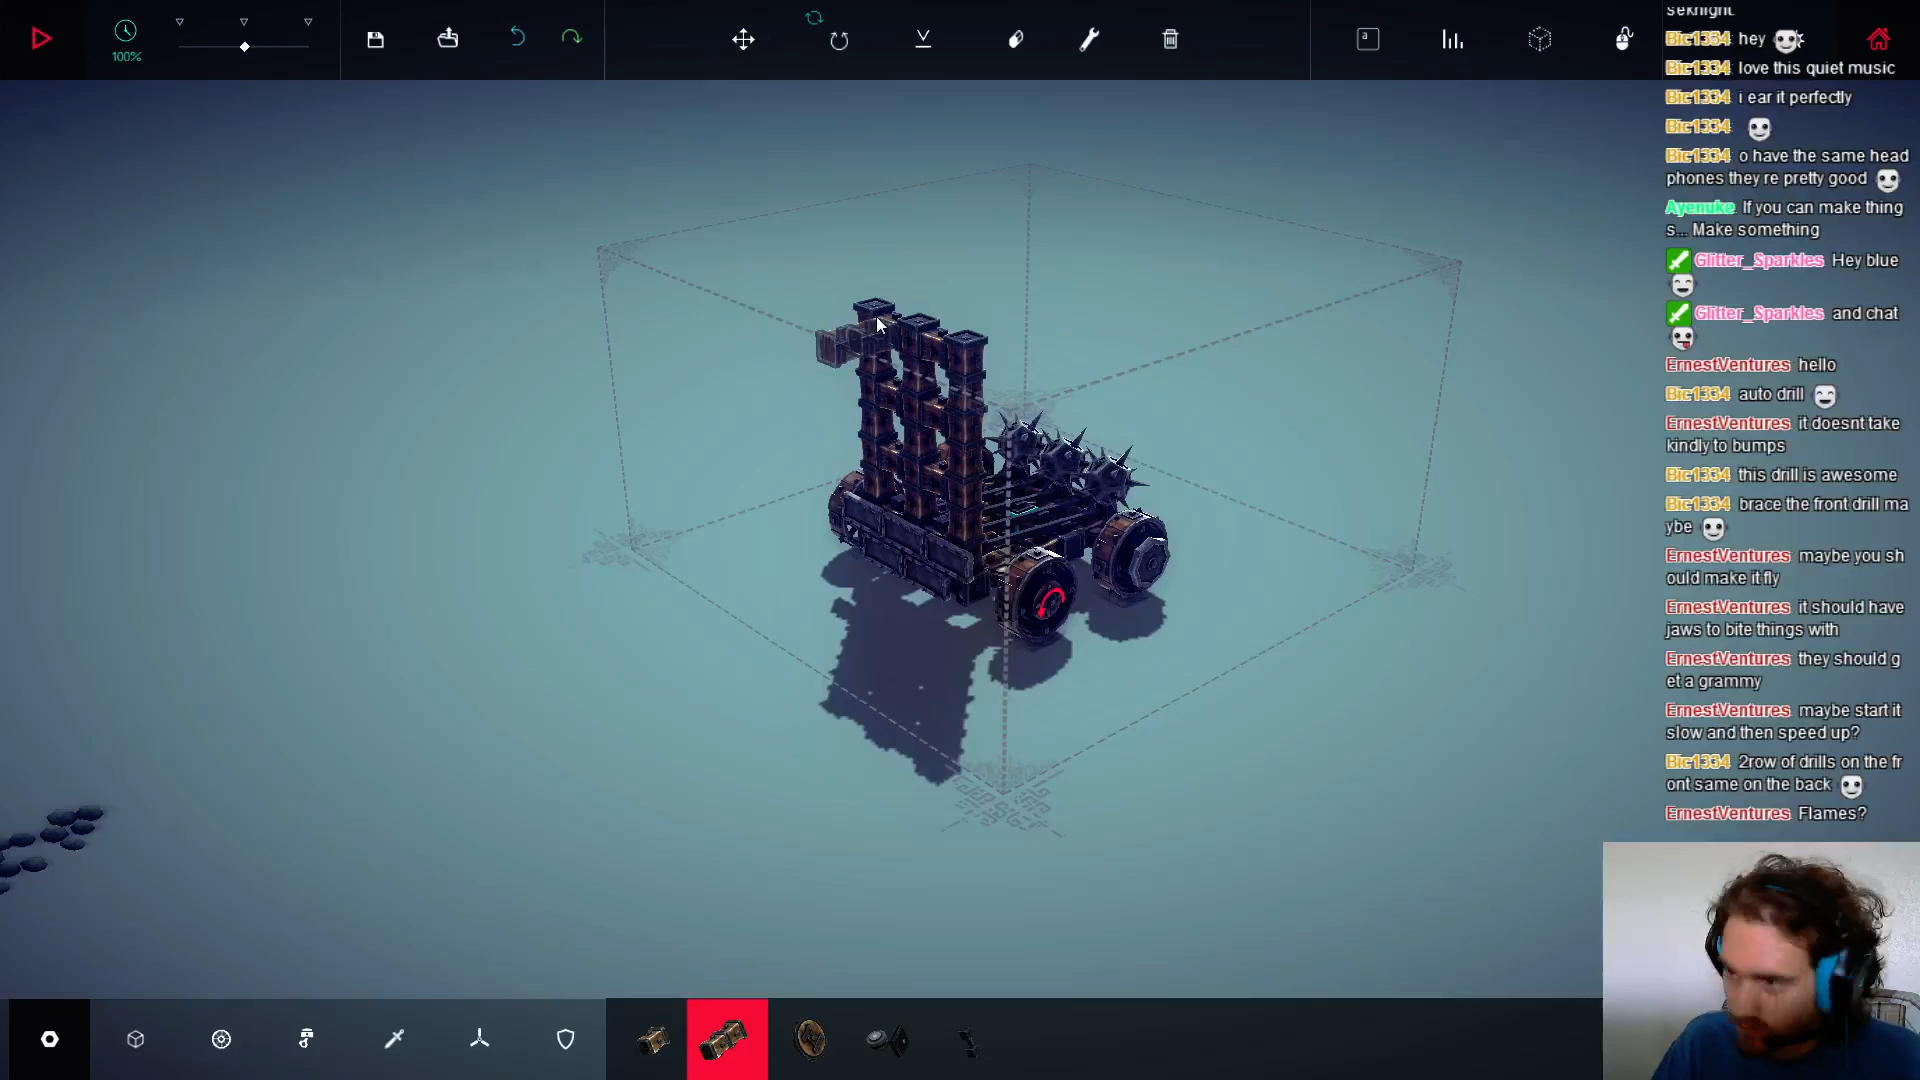 100%
a
seknight.
Bic1334 hey
Bic1334 love this quiet music
Bic1334 i ear it perfectly
Bic1334
Bic1334 o have the same head
phones they re pretty good
Ayenuke If you can make thing
s... Make something
Glitter_Sparkles Hey blue
Glitter_Sparkles and chat
ErnestVentures hello
Bic1334 auto drill
ErnestVentures it doesnt take
kindly to bumps
Bic1334 this drill is awesome
Bic1334 brace the front drill ma
ybe
ErnestVentures maybe you sh
ould make it fly
ErnestVentures it should have
jaws to bite things with
ErnestVentures they should g
et a grammy
ErnestVentures maybe start it
slow and then speed up?
Bic1334 2row of drills on the fr
ont same on the back
ErnestVentures Flames?